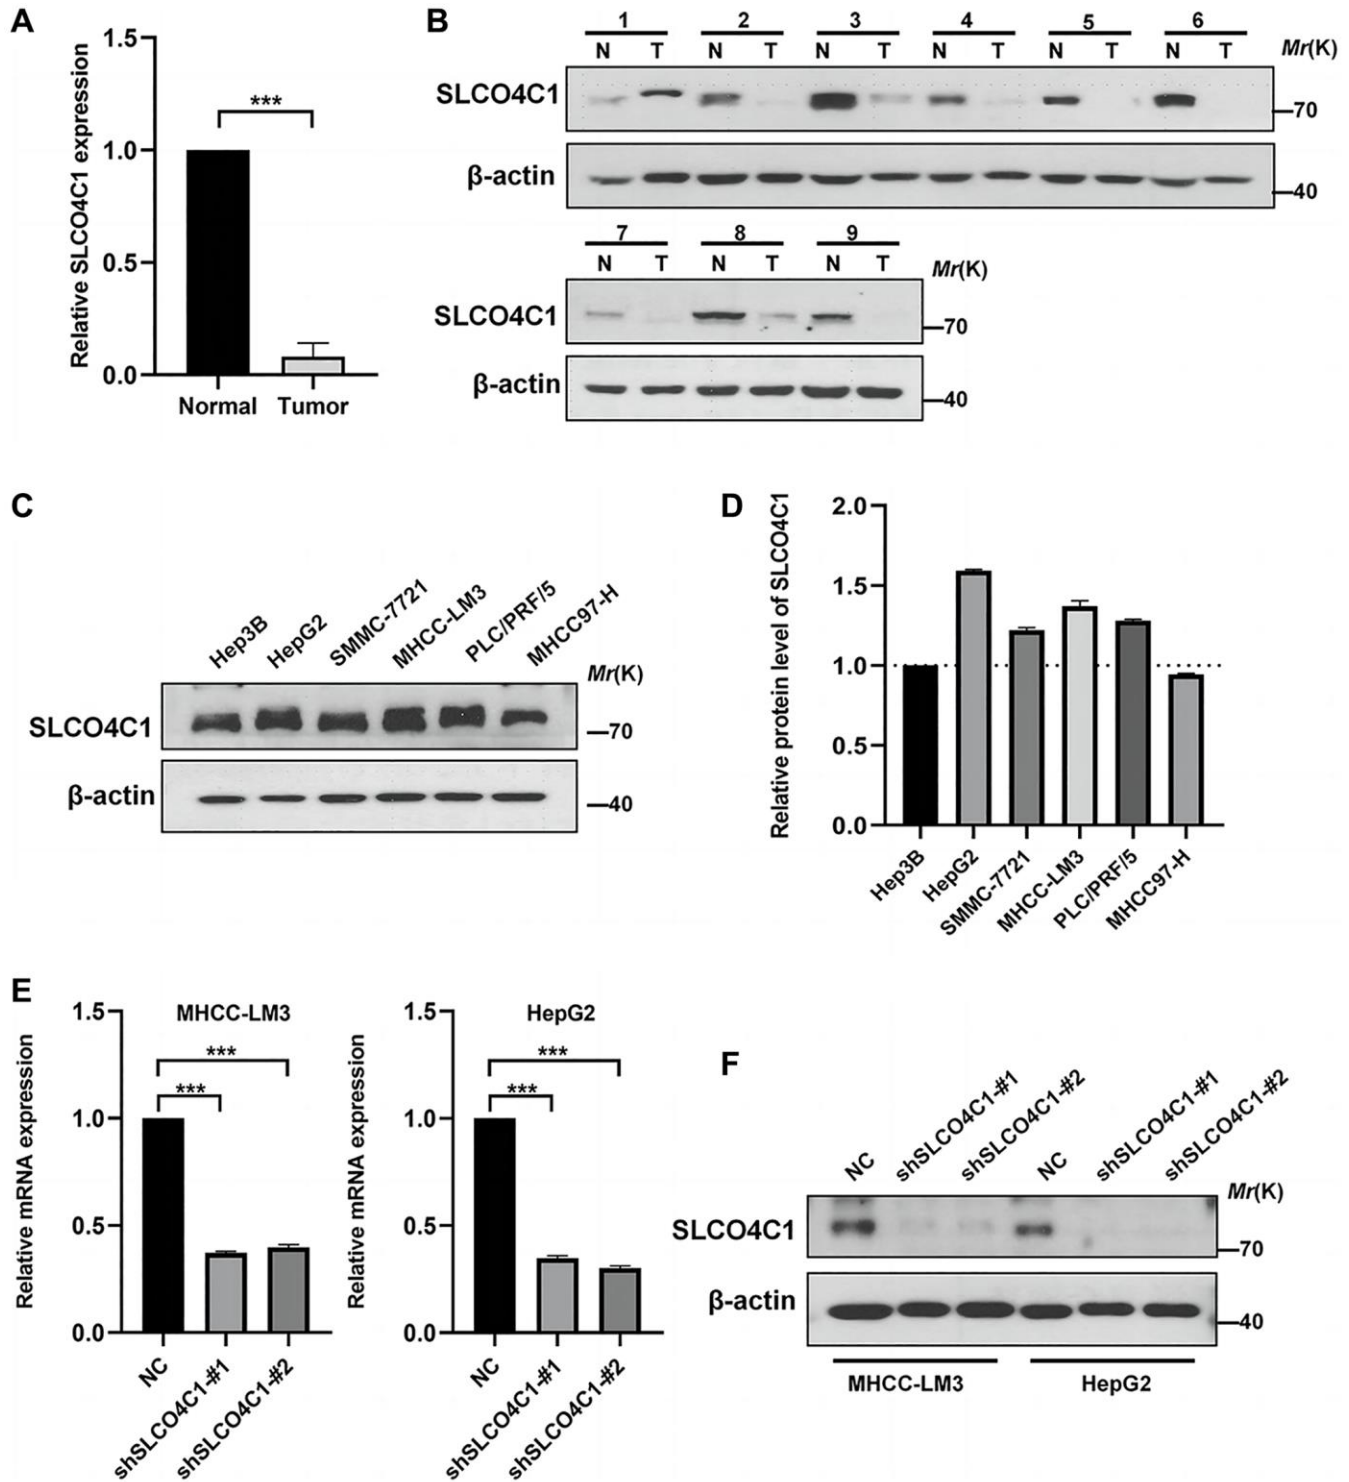 A
Relative SLCO4C1 expression
1.5
1.0
0.5
0.0
***
Normal Tumor
B
1 2 3 4 5 6
N T N T N T N T N T N T
Mr(K)
SLCO4C1
70
β-actin
40
7 8 9
N T N T N T
Mr(K)
SLCO4C1
70
β-actin
40
C
Hep3B HepG2 SMMC-7721 MHCC-LM3 PLC/PRF/5 MHCC97-H
Mr(K)
SLCO4C1
70
β-actin
40
D
Relative protein level of SLCO4C1
2.0
1.5
1.0
0.5
0.0
Hep3B HepG2 SMMC-7721 MHCC-LM3 PLC/PRF/5 MHCC97-H
E
MHCC-LM3
Relative mRNA expression
1.5
1.0
0.5
0.0
***
***
NC shSLCO4C1-#1 shSLCO4C1-#2
HepG2
Relative mRNA expression
1.5
1.0
0.5
0.0
***
***
NC shSLCO4C1-#1 shSLCO4C1-#2
F
NC shSLCO4C1-#1 shSLCO4C1-#2 NC shSLCO4C1-#1 shSLCO4C1-#2
Mr(K)
SLCO4C1
70
β-actin
40
MHCC-LM3 HepG2